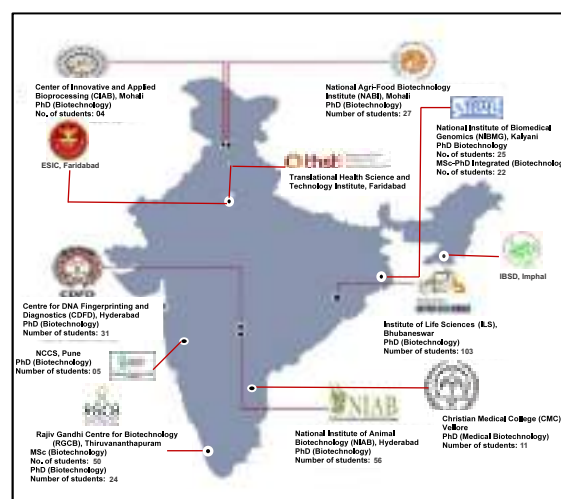 Center of Innovative and Applied
Bioprocessing (CIAB), Mohali
PhD (Biotechnology)
No. of students: 04
National Agri-Food Biotechnology
Institute (NABI), Mohali
PhD (Biotechnology)
Number of students: 27
National Institute of Biomedical
Genomics (NIBMG), Kalyani
PhD Biotechnology
No. of students: 25
MSc-PhD Integrated (Biotechnology
No. of students: 22
ESIC, Faridabad
thsti
Translational Health Science and
Technology Institute, Faridabad
IBSD, Imphal
CDFD
Centre for DNA Fingerprinting and
Diagnostics (CDFD), Hyderabad
PhD (Biotechnology)
Number of students: 31
Institute of Life Sciences (ILS),
Bhubaneswar
PhD (Biotechnology)
Number of students: 103
NCCS, Pune
PhD (Biotechnology)
Number of students: 05
RGCB
Rajiv Gandhi Centre for Biotechnology
(RGCB), Thiruvananthapuram
MSc (Biotechnology)
No. of students: 50
PhD (Biotechnology)
Number of students: 24
NIAB
National Institute of Animal
Biotechnology (NIAB), Hyderabad
PhD (Biotechnology)
Number of students: 56
Christian Medical College (CMC)
Vellore
PhD (Medical Biotechnology)
Number of students: 11